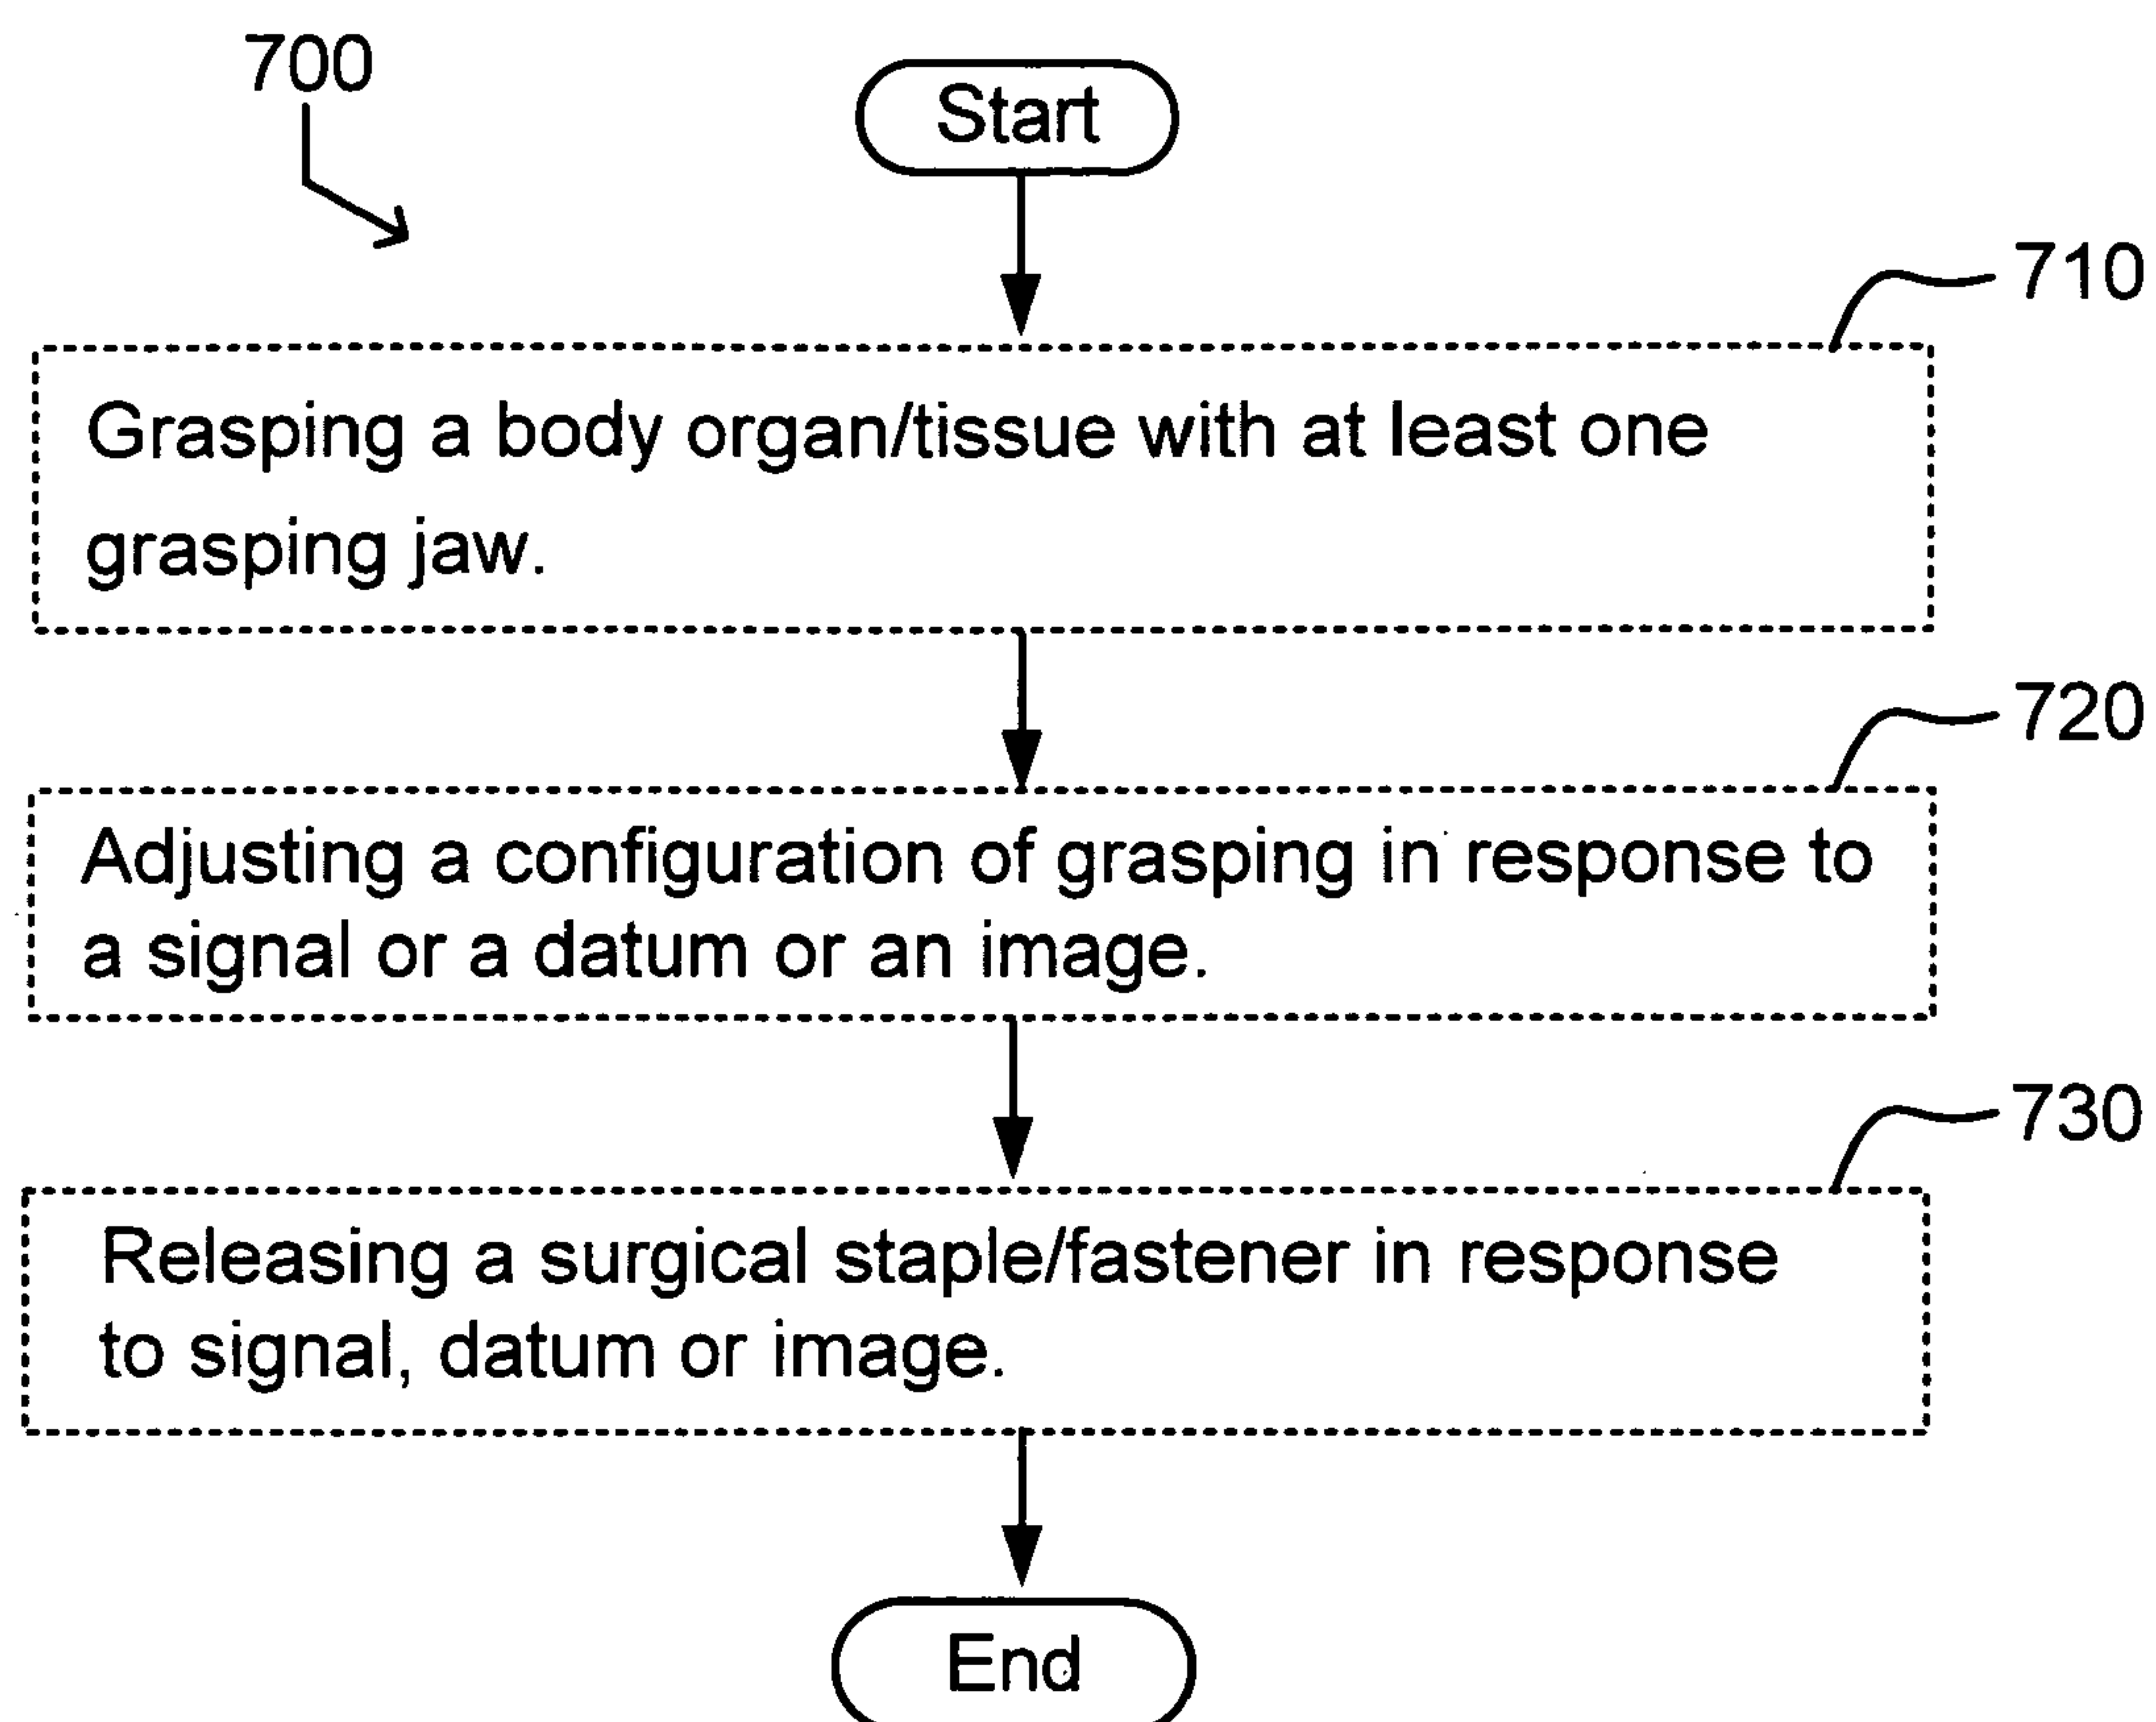 700
Start
710
Grasping a body organ/tissue with at least one
grasping jaw.
720
Adjusting a configuration of grasping in response to
a signal or a datum or an image.
730
Releasing a surgical staple/fastener in response
to signal, datum or image.
End